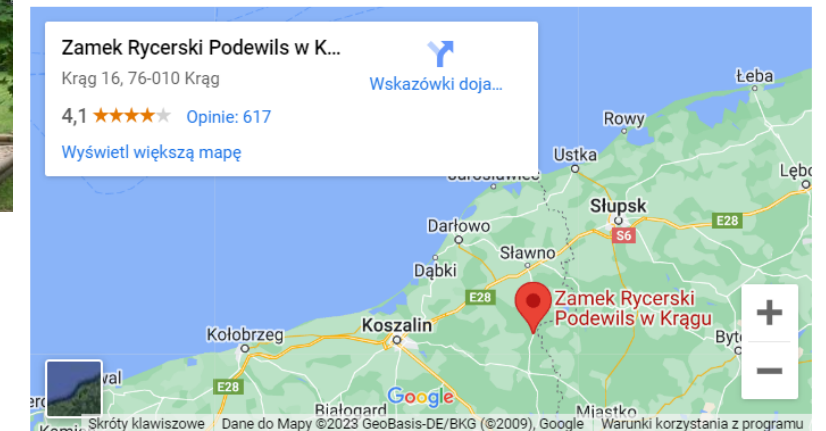 Zamek Rycerski Podewils w K...
Krąg 16, 76-010 Krąg
4,1
Opinie: 617
Wyświetl większą mapę
Wskazówki doja...
Łeba
Rowy
Ustka
Lębo
Słupsk
S6
E28
Darłowo
Sławno
Dąbki
E28
Zamek Rycerski
Podewils w Krągu
Koszalin
Kołobrzeg
Byt
E28
Google
Białogard
Miastko
Skróty klawiszowe
Dane do Mapy ©2023 GeoBasis-DE/BKG (©2009), Google
Warunki korzystania z programu